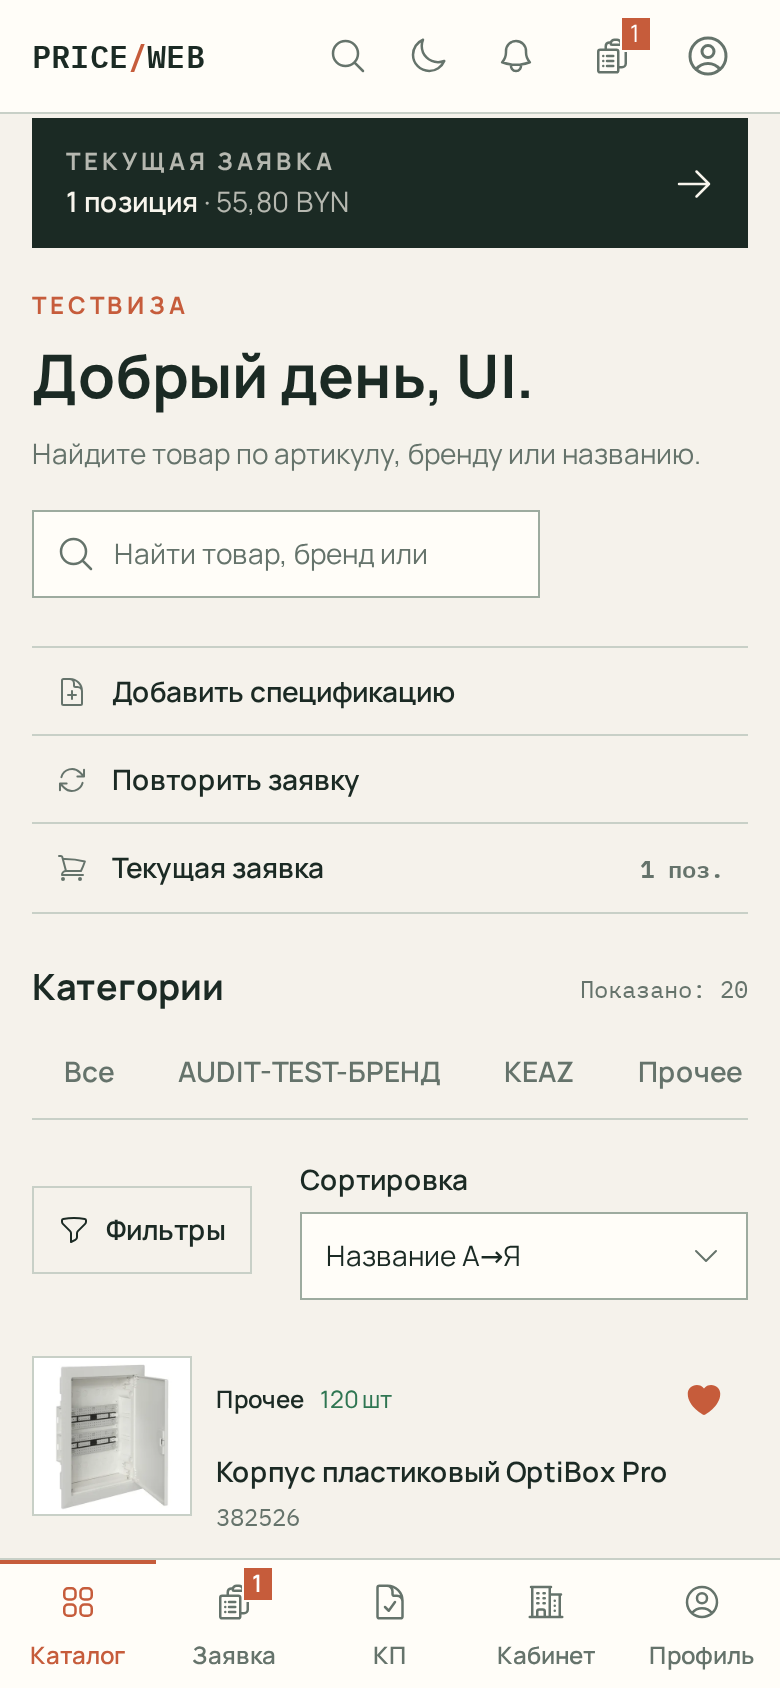 PRICE/WEB
1
ТЕКУЩАЯ ЗАЯВКА
1 позиция · 55,80 BYN
ТЕСТВИЗА
Добрый день, UI.
Найдите товар по артикулу, бренду или названию.
Найти товар, бренд или
Добавить спецификацию
Повторить заявку
Текущая заявка 1 поз.
Категории Показано: 20
Все AUDIT-TEST-БРЕНД KEAZ Прочее
Сортировка
Фильтры
Название А→Я
Прочее 120 шт
Корпус пластиковый OptiBox Pro
382526
1
Каталог Заявка КП Кабинет Профиль